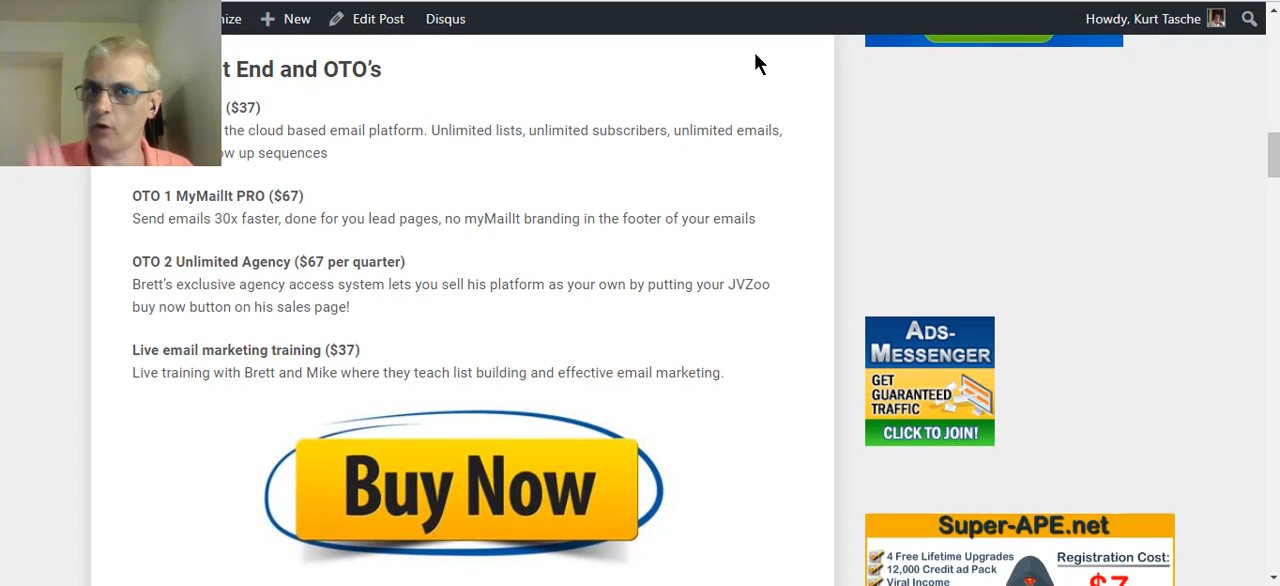 ize
New
Edit Post
Disqus
Howdy, Kurt Tasche
t End and OTO's
($37)
the cloud based email platform. Unlimited lists, unlimited subscribers, unlimited emails,
ow up sequences
OTO 1 MyMailIt PRO ($67)
Send emails 30x faster, done for you lead pages, no myMailIt branding in the footer of your emails
OTO 2 Unlimited Agency ($67 per quarter)
Brett's exclusive agency access system lets you sell his platform as your own by putting your JVZoo
buy now button on his sales page!
Live email marketing training ($37)
Live training with Brett and Mike where they teach list building and effective email marketing.
Buy Now
ADS-
MESSENGER
GET
GUARANTEED
TRAFFIC
CLICK TO JOIN!
Super-APE.net
4 Free Lifetime Upgrades
12,000 Credit ad Pack
Viral Income
Registration Cost:
$7